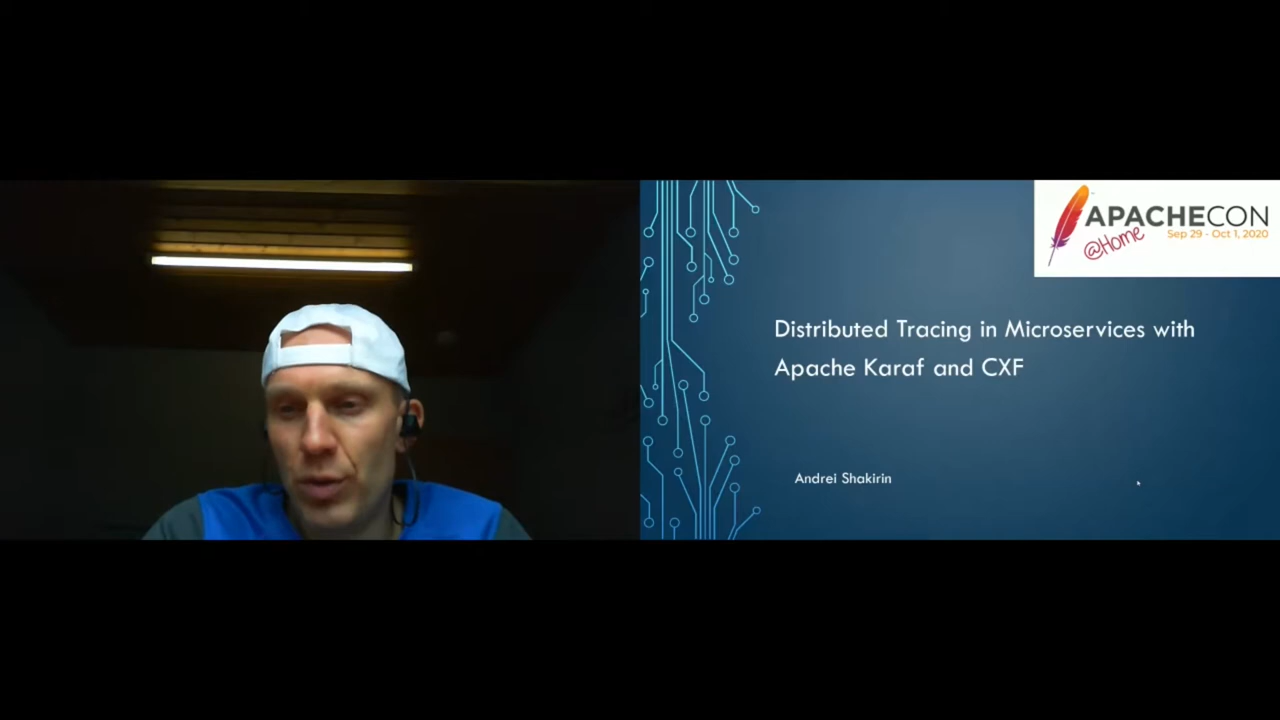 APACHECON
@Home
Sep 29 - Oct 1, 2020
Distributed Tracing in Microservices with
Apache Karaf and CXF
Andrei Shakirin